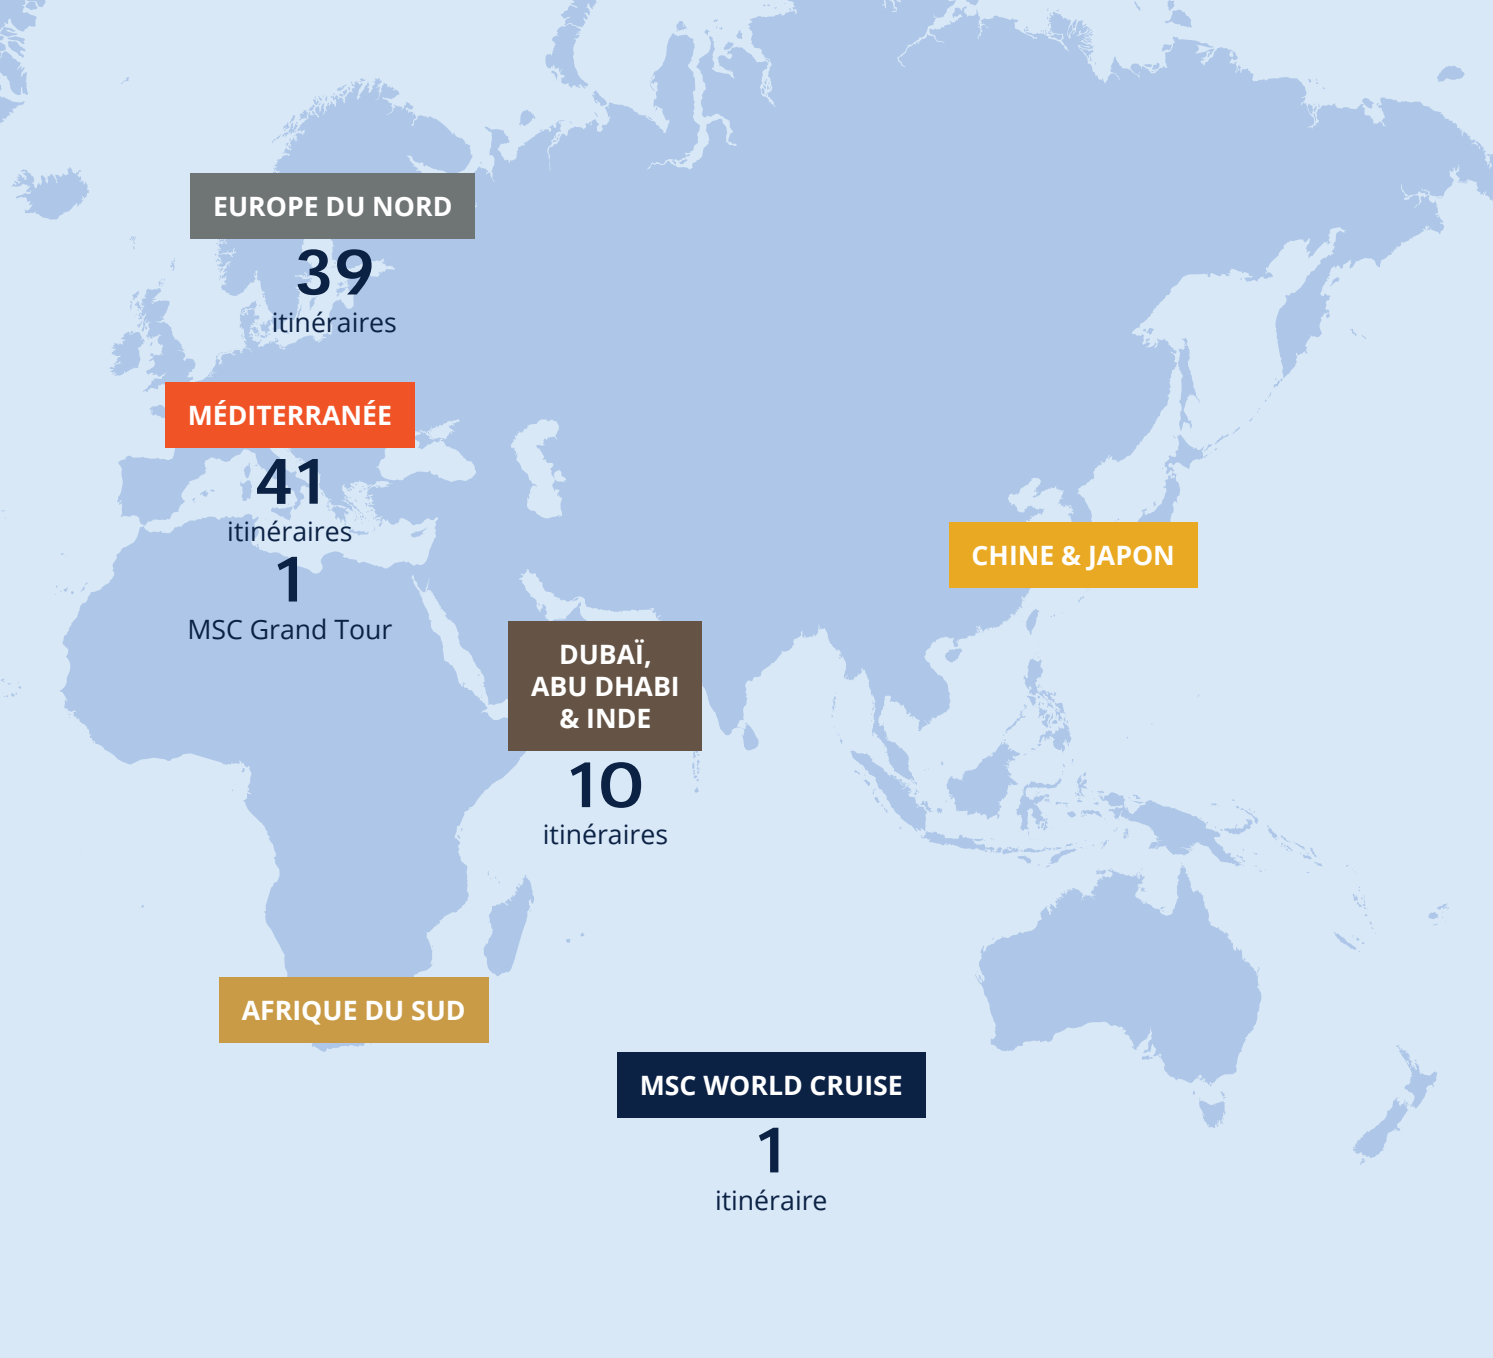 EUROPE DU NORD
39
itinéraires
MÉDITERRANÉE
41
itinéraires
1
MSC Grand Tour
CHINE & JAPON
DUBAÏ,
ABU DHABI
& INDE
10
itinéraires
AFRIQUE DU SUD
MSC WORLD CRUISE
1
itinéraire